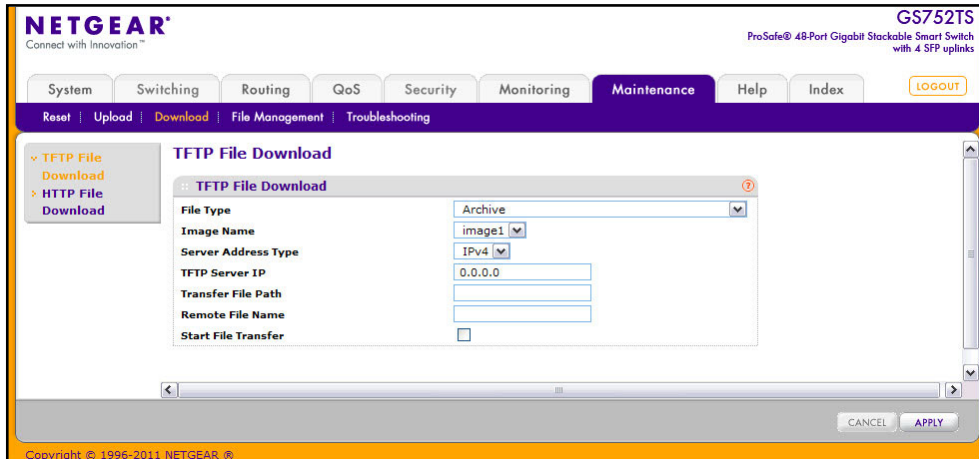 NETGEAR®
Connect with Innovation™
GS752TS
ProSafe® 48-Port Gigabit Stackable Smart Switch
with 4 SFP uplinks
System Switching Routing QoS Security Monitoring Maintenance Help Index LOGOUT
Reset Upload Download File Management Troubleshooting
TFTP File
Download
HTTP File
Download
TFTP File Download
TFTP File Download ?
File Type Archive
Image Name image1
Server Address Type IPv4
TFTP Server IP 0.0.0.0
Transfer File Path
Remote File Name
Start File Transfer
CANCEL APPLY
Copyright © 1996-2011 NETGEAR ®